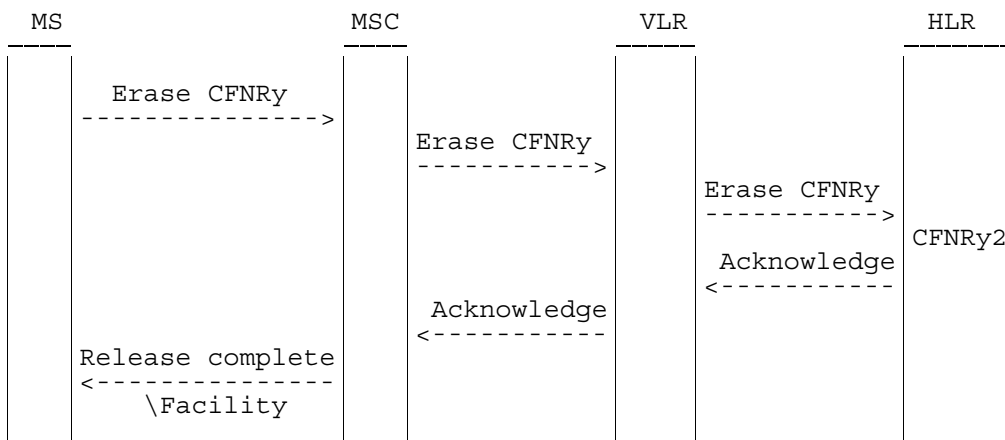 MS MSC VLR HLR
Erase CFNRy
--------------->
Erase CFNRy
----------->
Erase CFNRy
----------->
CFNRy2
Acknowledge
<-----------
Acknowledge
<-----------
Release complete
<---------------
\Facility